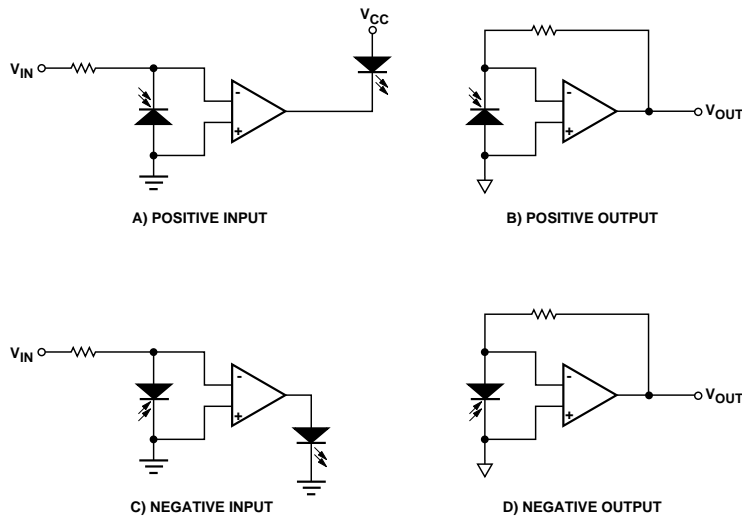 VCC
VIN
-
+
A) POSITIVE INPUT
-
+
VOUT
B) POSITIVE OUTPUT
VIN
-
+
C) NEGATIVE INPUT
-
+
VOUT
D) NEGATIVE OUTPUT